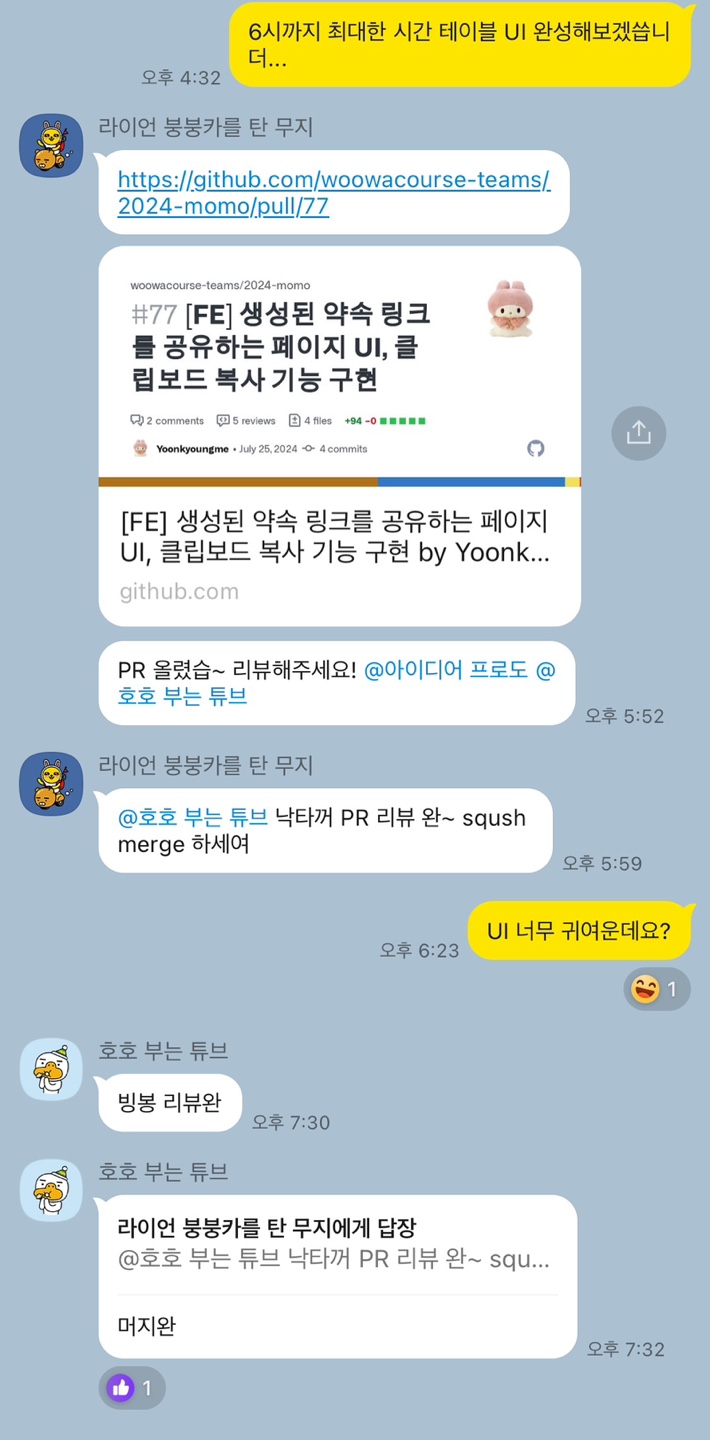 6시까지 최대한 시간 테이블 UI 완성해보겠씁니
더...
오후 4:32
라이언 붕붕카를 탄 무지
https://github.com/woowacourse-teams/
2024-momo/pull/77
woowacourse-teams/2024-momo
#77 [FE] 생성된 약속 링크
를 공유하는 페이지 UI, 클
립보드 복사 기능 구현
2 comments 5 reviews 4 files +94 -0
Yoonkyoungme • July 25, 2024 4 commits
[FE] 생성된 약속 링크를 공유하는 페이지
UI, 클립보드 복사 기능 구현 by Yoonk...
github.com
PR 올렸습~ 리뷰해주세요! @아이디어 프로도 @
호호 부는 튜브
오후 5:52
라이언 붕붕카를 탄 무지
@호호 부는 튜브 낙타꺼 PR 리뷰 완~ sqush
merge 하세여
오후 5:59
UI 너무 귀여운데요?
오후 6:23
1
호호 부는 튜브
빙봉 리뷰완
오후 7:30
호호 부는 튜브
라이언 붕붕카를 탄 무지에게 답장
@호호 부는 튜브 낙타꺼 PR 리뷰 완~ squ...
머지완
오후 7:32
1